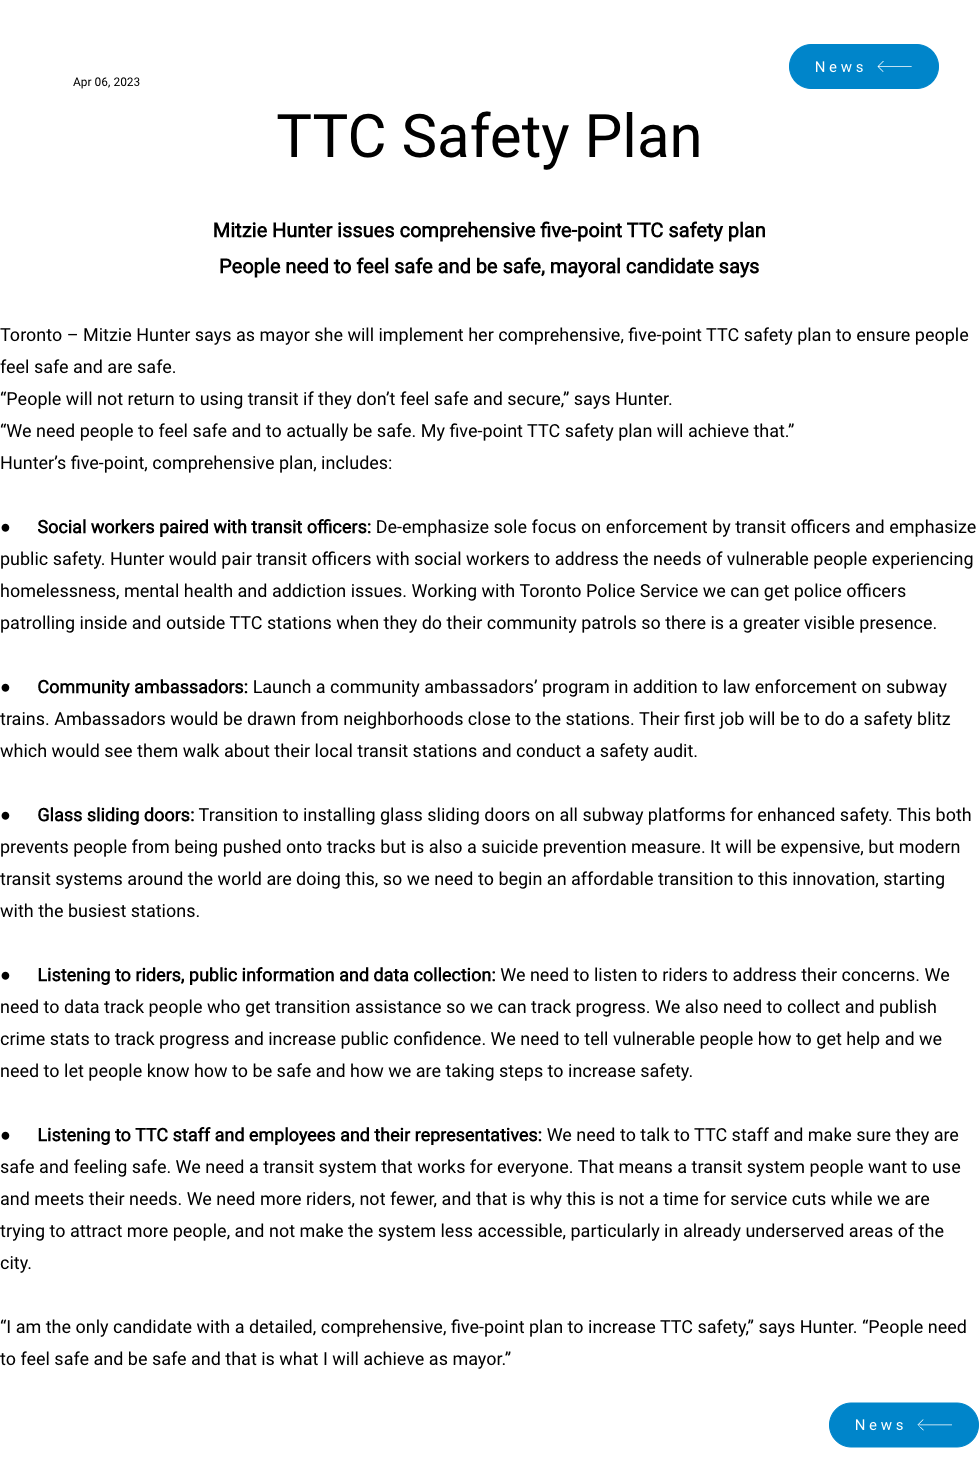 News
Apr 06, 2023
TTC Safety Plan
Mitzie Hunter issues comprehensive five-point TTC safety plan
People need to feel safe and be safe, mayoral candidate says
Toronto – Mitzie Hunter says as mayor she will implement her comprehensive, five-point TTC safety plan to ensure people
feel safe and are safe.
“People will not return to using transit if they don’t feel safe and secure,” says Hunter.
“We need people to feel safe and to actually be safe. My five-point TTC safety plan will achieve that.”
Hunter’s five-point, comprehensive plan, includes:
● Social workers paired with transit officers: De-emphasize sole focus on enforcement by transit officers and emphasize
public safety. Hunter would pair transit officers with social workers to address the needs of vulnerable people experiencing
homelessness, mental health and addiction issues. Working with Toronto Police Service we can get police officers
patrolling inside and outside TTC stations when they do their community patrols so there is a greater visible presence.
● Community ambassadors: Launch a community ambassadors’ program in addition to law enforcement on subway
trains. Ambassadors would be drawn from neighborhoods close to the stations. Their first job will be to do a safety blitz
which would see them walk about their local transit stations and conduct a safety audit.
● Glass sliding doors: Transition to installing glass sliding doors on all subway platforms for enhanced safety. This both
prevents people from being pushed onto tracks but is also a suicide prevention measure. It will be expensive, but modern
transit systems around the world are doing this, so we need to begin an affordable transition to this innovation, starting
with the busiest stations.
● Listening to riders, public information and data collection: We need to listen to riders to address their concerns. We
need to data track people who get transition assistance so we can track progress. We also need to collect and publish
crime stats to track progress and increase public confidence. We need to tell vulnerable people how to get help and we
need to let people know how to be safe and how we are taking steps to increase safety.
● Listening to TTC staff and employees and their representatives: We need to talk to TTC staff and make sure they are
safe and feeling safe. We need a transit system that works for everyone. That means a transit system people want to use
and meets their needs. We need more riders, not fewer, and that is why this is not a time for service cuts while we are
trying to attract more people, and not make the system less accessible, particularly in already underserved areas of the
city.
“I am the only candidate with a detailed, comprehensive, five-point plan to increase TTC safety,” says Hunter. “People need
to feel safe and be safe and that is what I will achieve as mayor.”
News